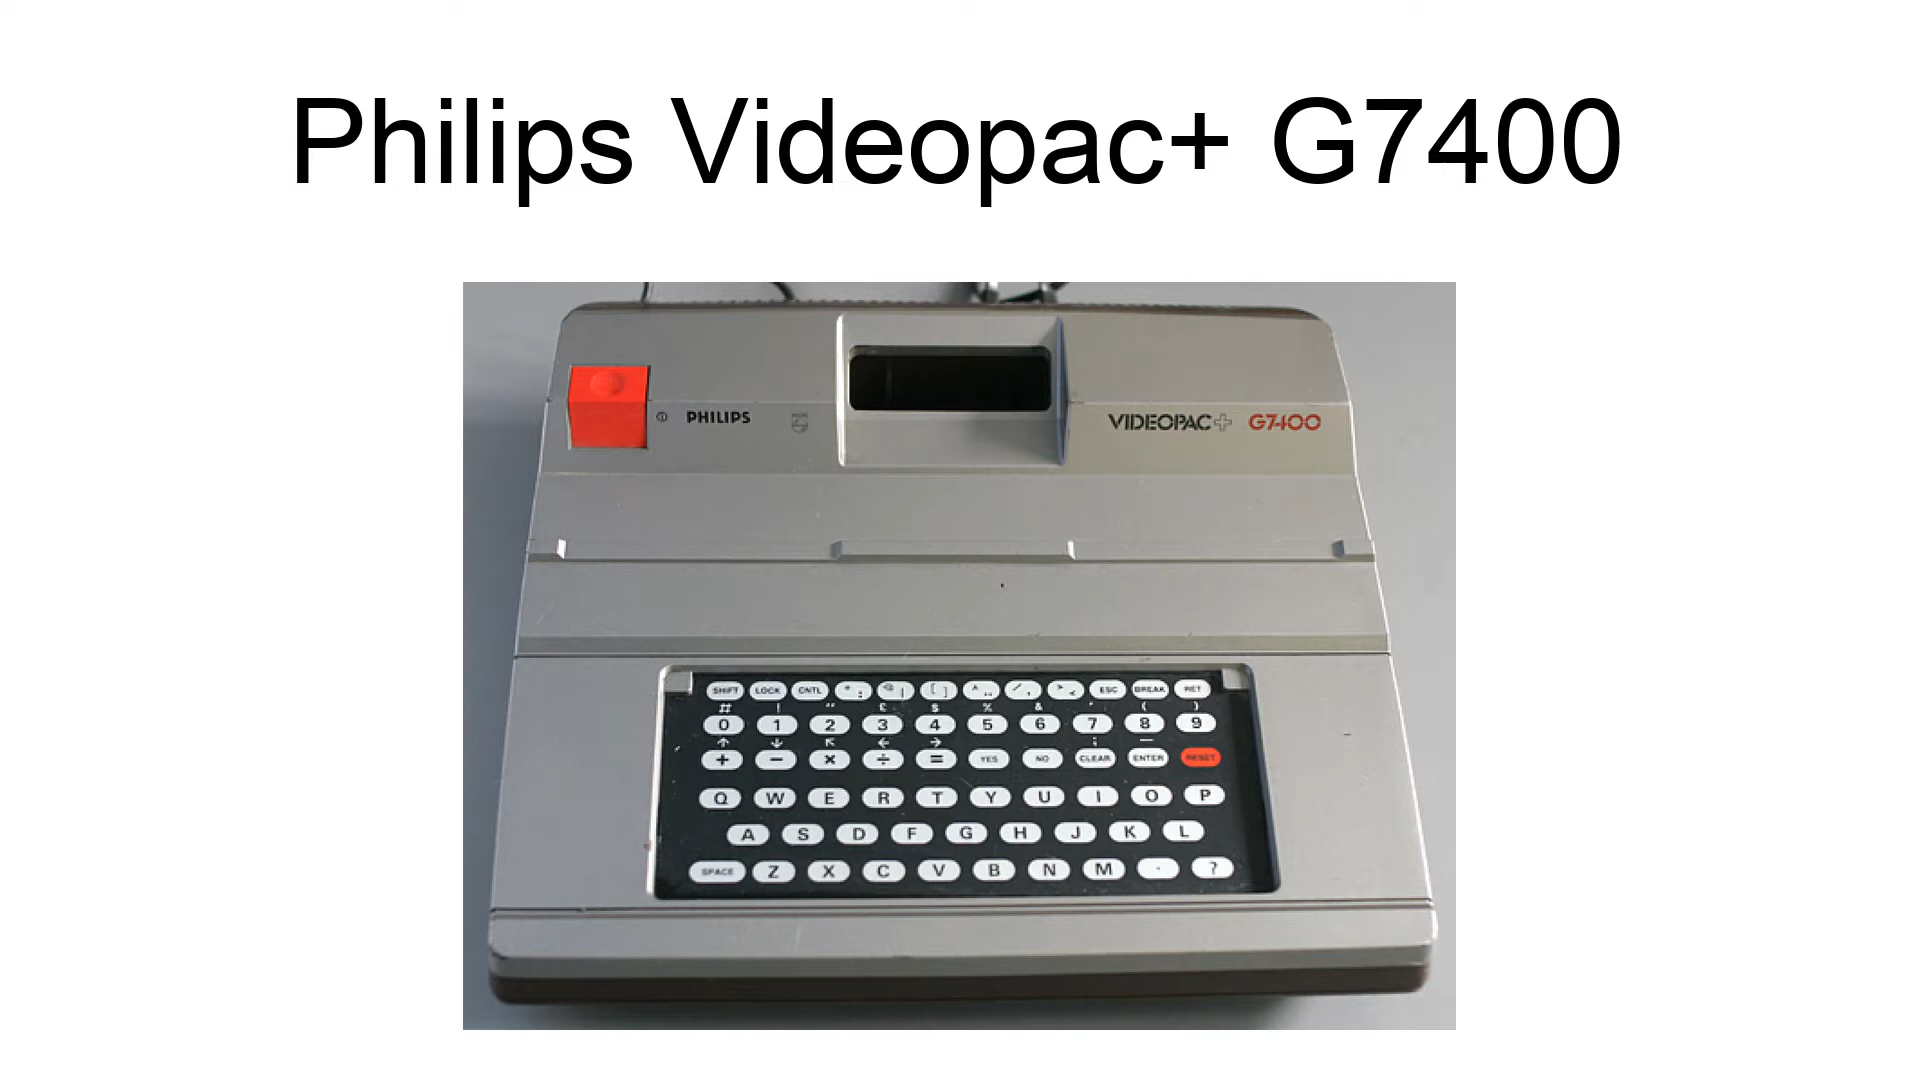 Philips Videopac+ G7400
PHILIPS
VIDEOPAC+ G7400
SHIFT LOCK CNTL * : | [ ] ^ .. / , > < ESC BREAK RET
# ! " £ $ % & ' ( )
0 1 2 3 4 5 6 7 8 9
↑ ↓ ↖ ← → ; —
+ − × ÷ = YES NO CLEAR ENTER RESET
Q W E R T Y U I O P
A S D F G H J K L
SPACE Z X C V B N M . ?